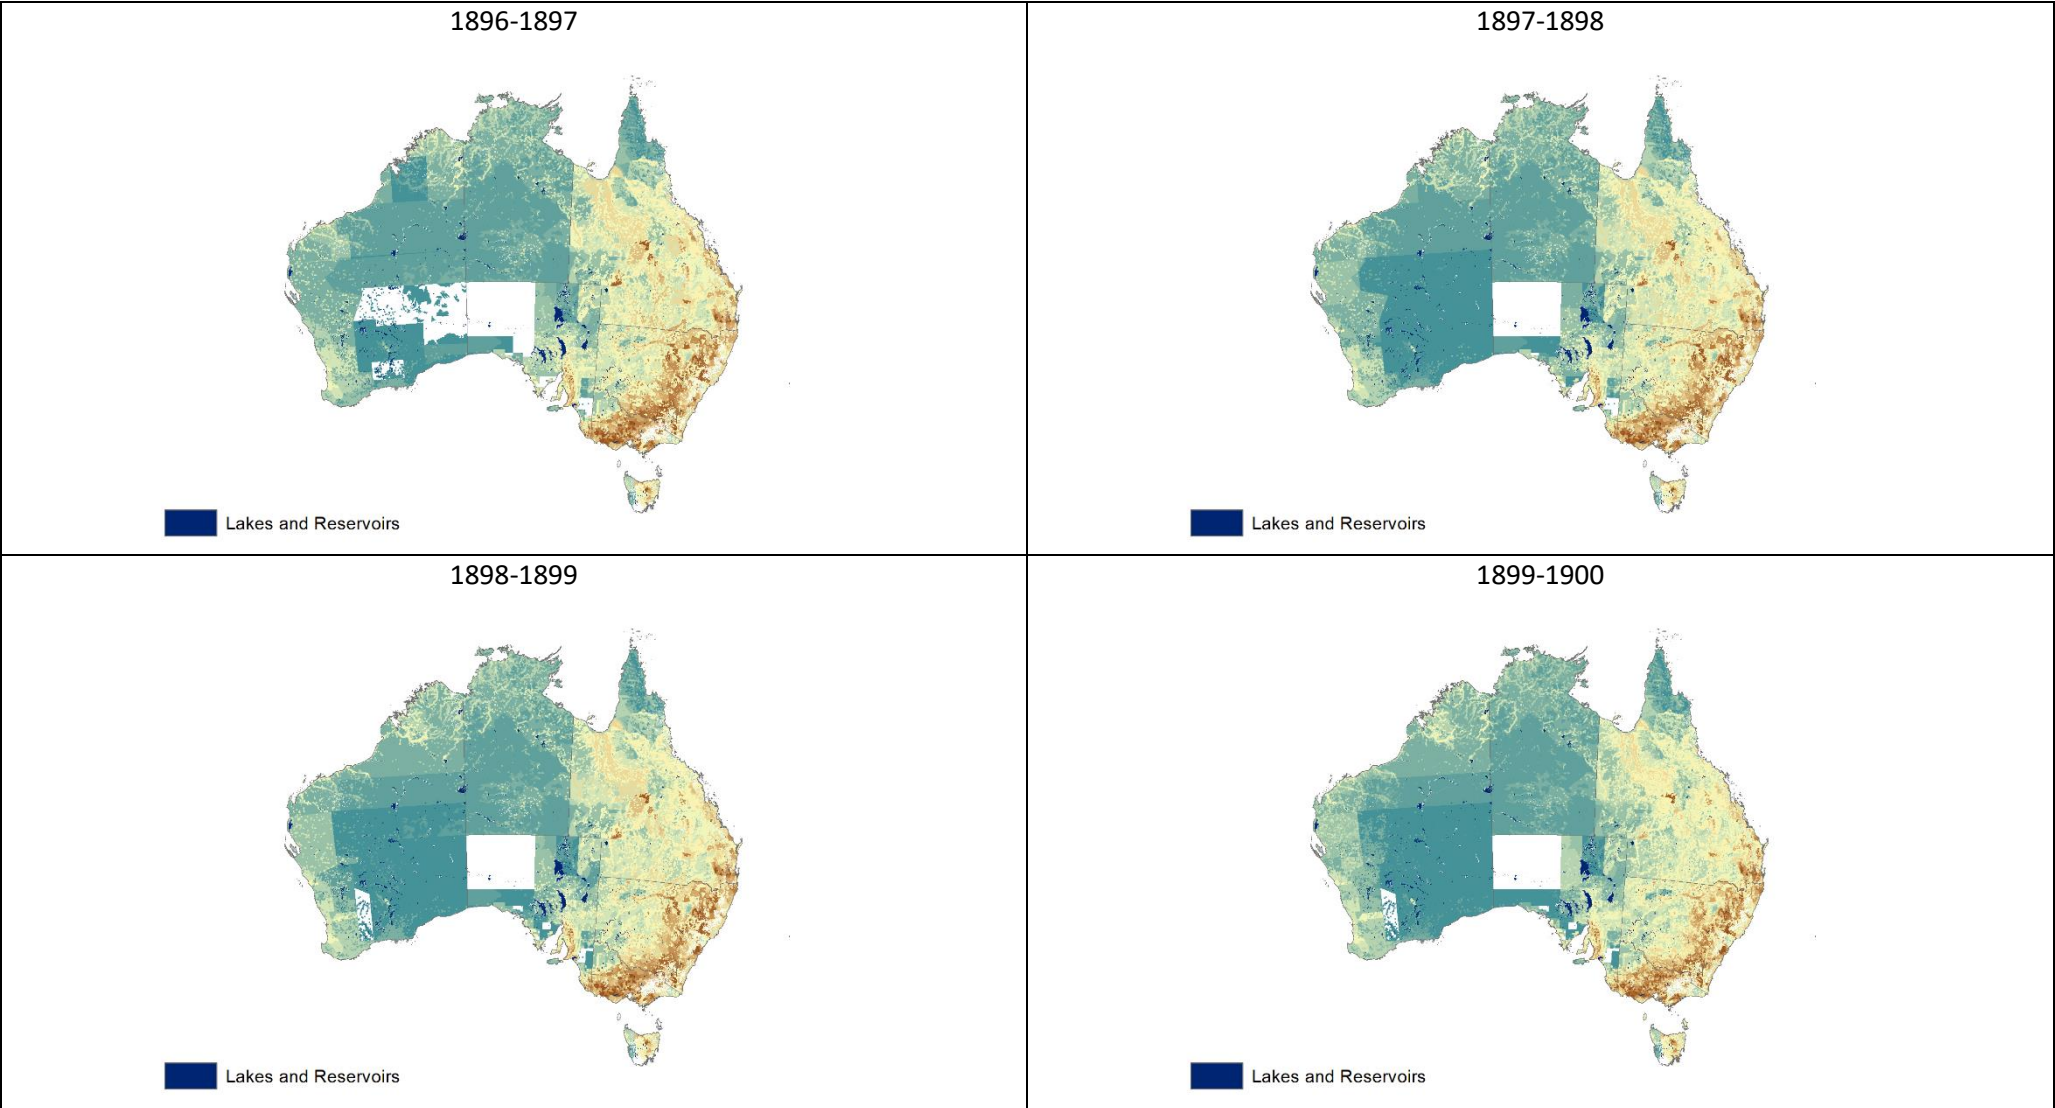 1896-1897
1897-1898
Lakes and Reservoirs
Lakes and Reservoirs
1898-1899
1899-1900
Lakes and Reservoirs
Lakes and Reservoirs